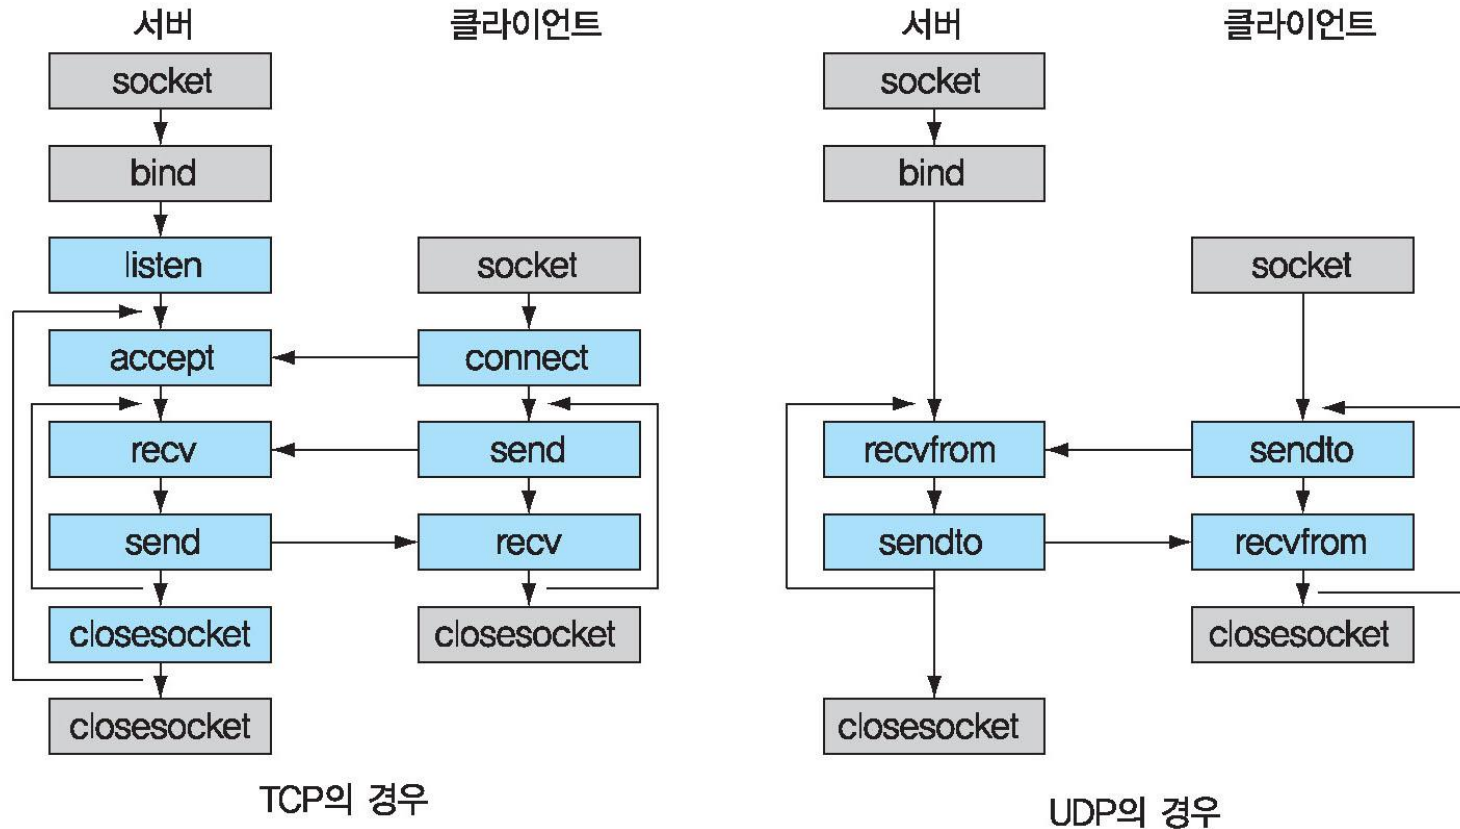 서버
클라이언트
socket
bind
listen
socket
accept
connect
recv
send
send
recv
closesocket
closesocket
closesocket
TCP의 경우
서버
클라이언트
socket
bind
socket
recvfrom
sendto
sendto
recvfrom
closesocket
closesocket
UDP의 경우